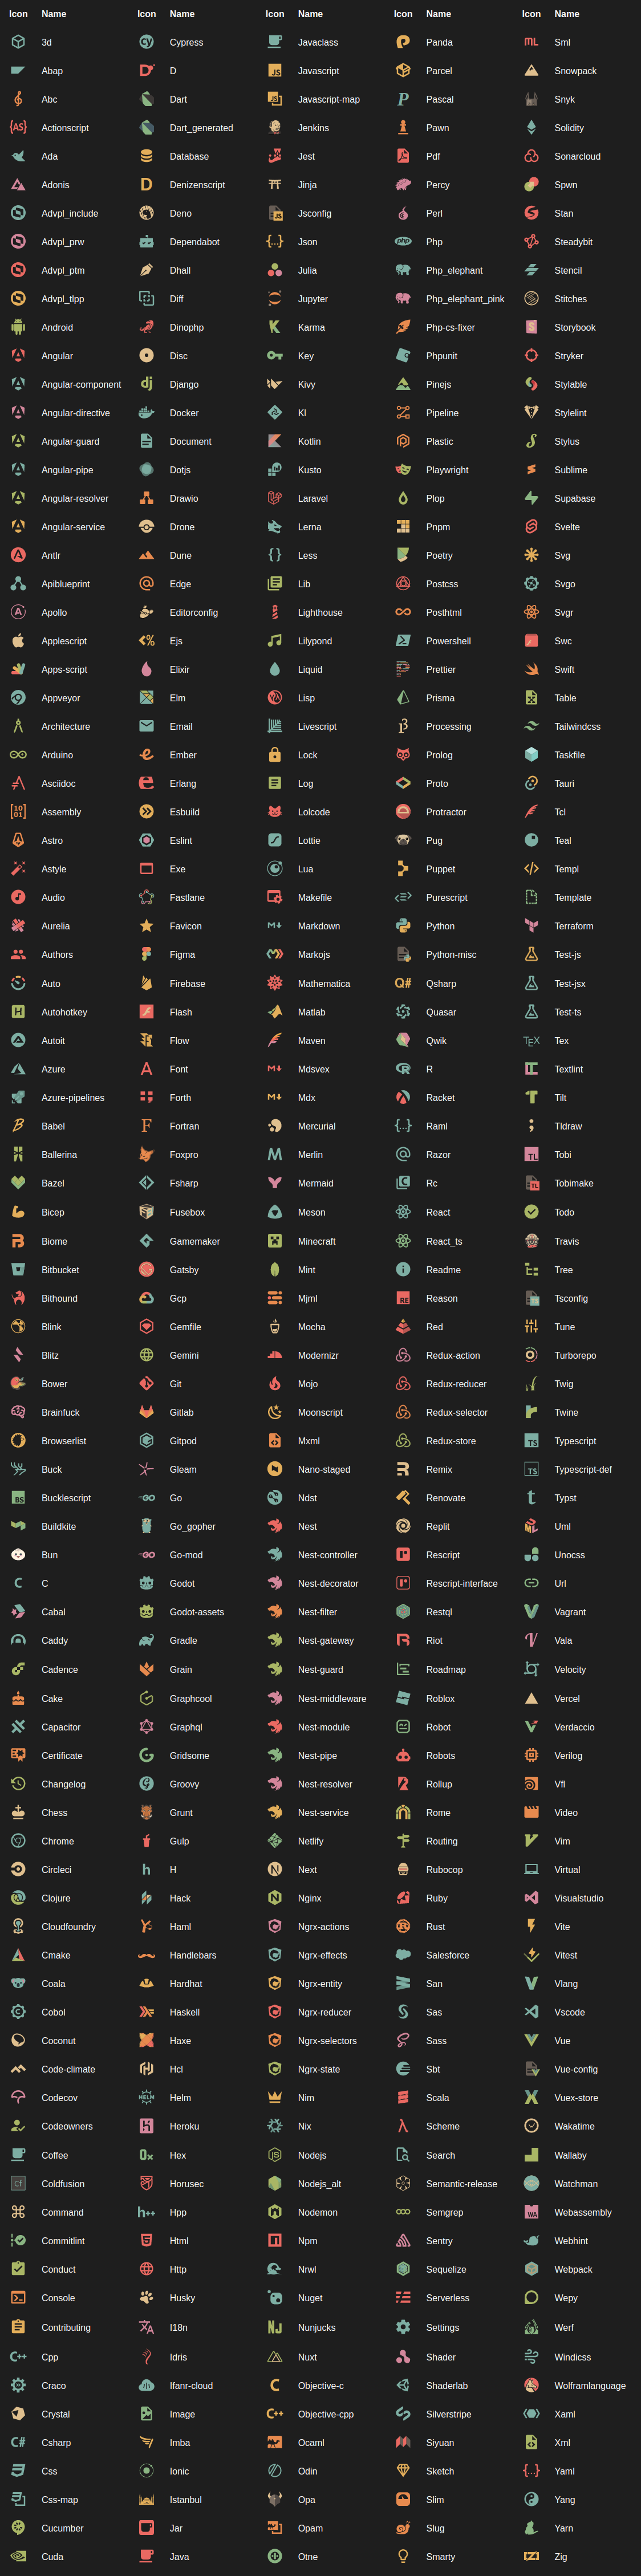 Icon Name Icon Name Icon Name Icon Name Icon Name
3d Cypress Javaclass Panda Sml
Abap D Javascript Parcel Snowpack
Abc Dart Javascript-map Pascal Snyk
Actionscript Dart_generated Jenkins Pawn Solidity
Ada Database Jest Pdf Sonarcloud
Adonis Denizenscript Jinja Percy Spwn
Advpl_include Deno Jsconfig Perl Stan
Advpl_prw Dependabot Json Php Steadybit
Advpl_ptm Dhall Julia Php_elephant Stencil
Advpl_tlpp Diff Jupyter Php_elephant_pink Stitches
Android Dinophp Karma Php-cs-fixer Storybook
Angular Disc Key Phpunit Stryker
Angular-component Django Kivy Pinejs Stylable
Angular-directive Docker Kl Pipeline Stylelint
Angular-guard Document Kotlin Plastic Stylus
Angular-pipe Dotjs Kusto Playwright Sublime
Angular-resolver Drawio Laravel Plop Supabase
Angular-service Drone Lerna Pnpm Svelte
Antlr Dune Less Poetry Svg
Apiblueprint Edge Lib Postcss Svgo
Apollo Editorconfig Lighthouse Posthtml Svgr
Applescript Ejs Lilypond Powershell Swc
Apps-script Elixir Liquid Prettier Swift
Appveyor Elm Lisp Prisma Table
Architecture Email Livescript Processing Tailwindcss
Arduino Ember Lock Prolog Taskfile
Asciidoc Erlang Log Proto Tauri
Assembly Esbuild Lolcode Protractor Tcl
Astro Eslint Lottie Pug Teal
Astyle Exe Lua Puppet Templ
Audio Fastlane Makefile Purescript Template
Aurelia Favicon Markdown Python Terraform
Authors Figma Markojs Python-misc Test-js
Auto Firebase Mathematica Qsharp Test-jsx
Autohotkey Flash Matlab Quasar Test-ts
Autoit Flow Maven Qwik Tex
Azure Font Mdsvex R Textlint
Azure-pipelines Forth Mdx Racket Tilt
Babel Fortran Mercurial Raml Tldraw
Ballerina Foxpro Merlin Razor Tobi
Bazel Fsharp Mermaid Rc Tobimake
Bicep Fusebox Meson React Todo
Biome Gamemaker Minecraft React_ts Travis
Bitbucket Gatsby Mint Readme Tree
Bithound Gcp Mjml Reason Tsconfig
Blink Gemfile Mocha Red Tune
Blitz Gemini Modernizr Redux-action Turborepo
Bower Git Mojo Redux-reducer Twig
Brainfuck Gitlab Moonscript Redux-selector Twine
Browserlist Gitpod Mxml Redux-store Typescript
Buck Gleam Nano-staged Remix Typescript-def
Bucklescript Go Ndst Renovate Typst
Buildkite Go_gopher Nest Replit Uml
Bun Go-mod Nest-controller Rescript Unocss
C Godot Nest-decorator Rescript-interface Url
Cabal Godot-assets Nest-filter Restql Vagrant
Caddy Gradle Nest-gateway Riot Vala
Cadence Grain Nest-guard Roadmap Velocity
Cake Graphcool Nest-middleware Roblox Vercel
Capacitor Graphql Nest-module Robot Verdaccio
Certificate Gridsome Nest-pipe Robots Verilog
Changelog Groovy Nest-resolver Rollup Vfl
Chess Grunt Nest-service Rome Video
Chrome Gulp Netlify Routing Vim
Circleci H Next Rubocop Virtual
Clojure Hack Nginx Ruby Visualstudio
Cloudfoundry Haml Ngrx-actions Rust Vite
Cmake Handlebars Ngrx-effects Salesforce Vitest
Coala Hardhat Ngrx-entity San Vlang
Cobol Haskell Ngrx-reducer Sas Vscode
Coconut Haxe Ngrx-selectors Sass Vue
Code-climate Hcl Ngrx-state Sbt Vue-config
Codecov Helm Nim Scala Vuex-store
Codeowners Heroku Nix Scheme Wakatime
Coffee Hex Nodejs Search Wallaby
Coldfusion Horusec Nodejs_alt Semantic-release Watchman
Command Hpp Nodemon Semgrep Webassembly
Commitlint Html Npm Sentry Webhint
Conduct Http Nrwl Sequelize Webpack
Console Husky Nuget Serverless Wepy
Contributing I18n Nunjucks Settings Werf
Cpp Idris Nuxt Shader Windicss
Craco Ifanr-cloud Objective-c Shaderlab Wolframlanguage
Crystal Image Objective-cpp Silverstripe Xaml
Csharp Imba Ocaml Siyuan Xml
Css Ionic Odin Sketch Yaml
Css-map Istanbul Opa Slim Yang
Cucumber Jar Opam Slug Yarn
Cuda Java Otne Smarty Zig